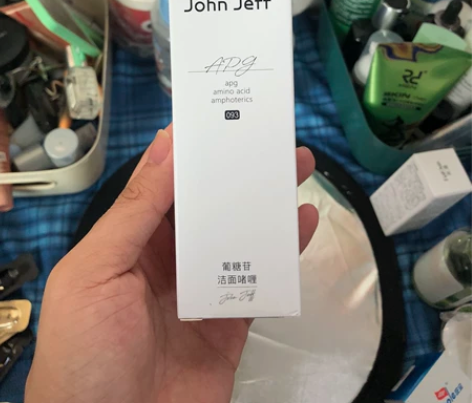 John Jeff
APG
apg
amino acid
amphoterics
093
葡糖苷
洁面啫喱
John Jeff